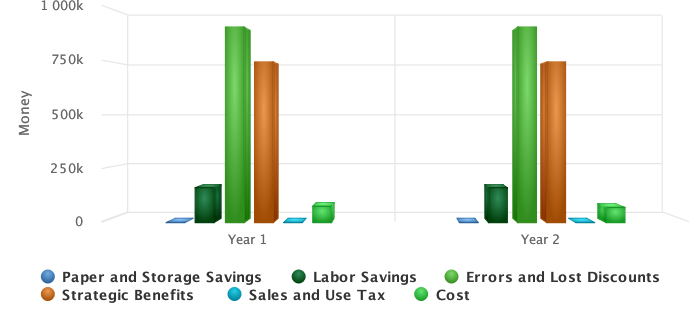 1 000k
750k
500k
250k
0
Money
Year 1 Year 2
Paper and Storage Savings Labor Savings Errors and Lost Discounts
Strategic Benefits Sales and Use Tax Cost